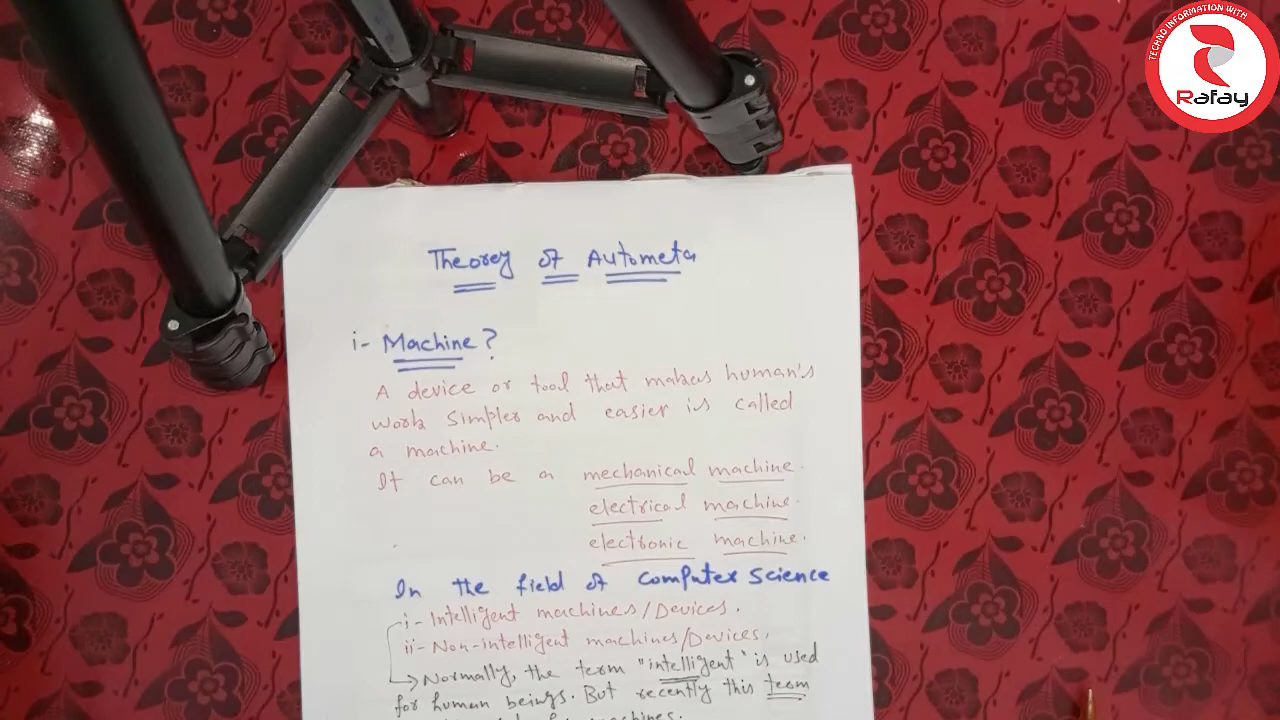 TECHNO INFORMATION WITH
Rafay
Theorey of Autometa
i- Machine?
A device or tool that makes human's
work simpler and easier is called
a machine.
It can be a mechanical machine.
electrical machine.
electronic machine.
In the field of Computer Science
i- Intelligent machines/Devices.
ii- Non-intelligent machines/Devices.
Normally, the term "intelligent" is used
for human beings. But recently this term
machines.